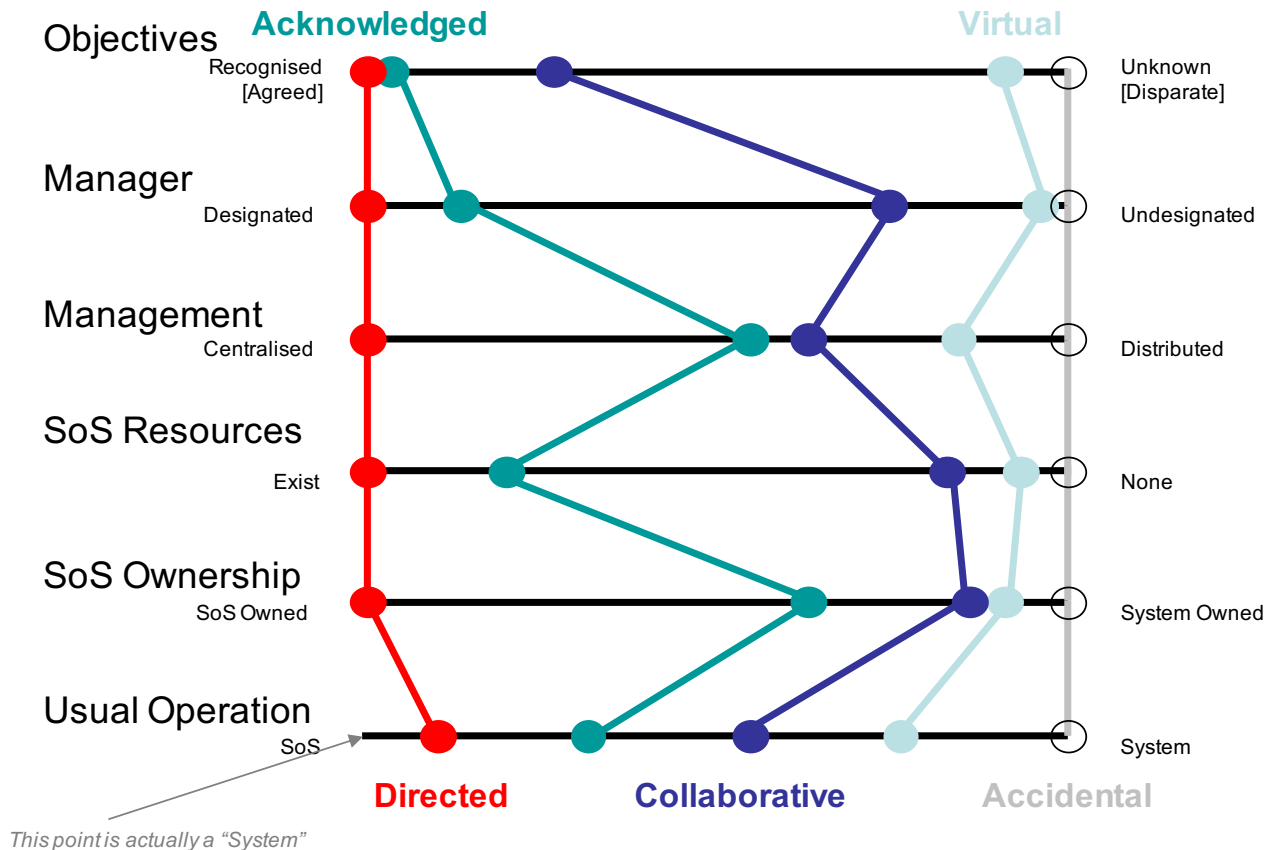 Acknowledged
Virtual
Objectives
Recognised
[Agreed]
Unknown
[Disparate]
Manager
Designated
Undesignated
Management
Centralised
Distributed
SoS Resources
Exist
None
SoS Ownership
SoS Owned
System Owned
Usual Operation
SoS
System
Directed
Collaborative
Accidental
This point is actually a “System”